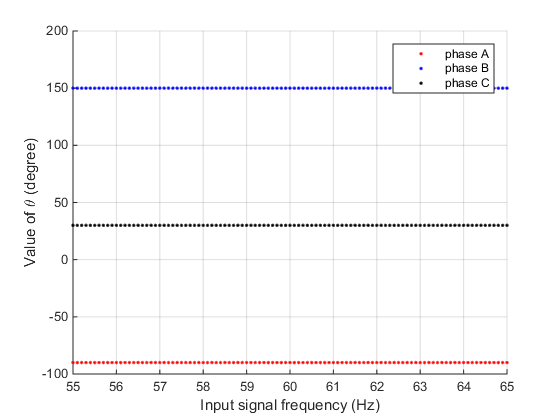 200
150
100
50
0
-50
-100
Value of θ (degree)
phase A
phase B
phase C
55 56 57 58 59 60 61 62 63 64 65
Input signal frequency (Hz)